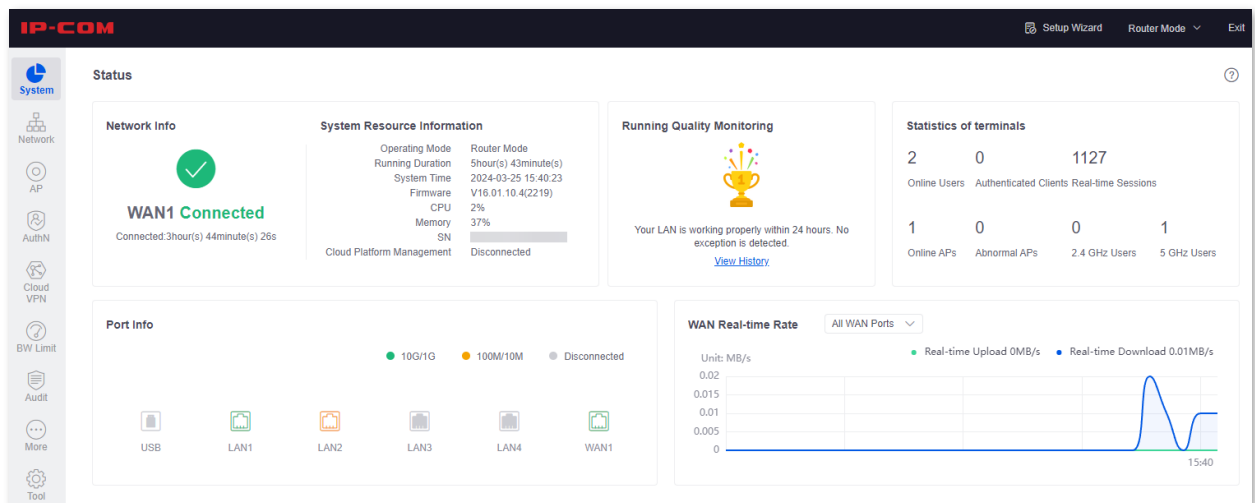 IP-COM
Setup Wizard
Router Mode
Exit
System
Network
AP
AuthN
Cloud
VPN
BW Limit
Audit
More
Tool
Status
Network Info
WAN1 Connected
Connected:3hour(s) 44minute(s) 26s
System Resource Information
Operating Mode Router Mode
Running Duration 5hour(s) 43minute(s)
System Time 2024-03-25 15:40:23
Firmware V16.01.10.4(2219)
CPU 2%
Memory 37%
SN
Cloud Platform Management Disconnected
Running Quality Monitoring
1
Your LAN is working properly within 24 hours. No
exception is detected.
View History
Statistics of terminals
2 0 1127
Online Users Authenticated Clients Real-time Sessions
1 0 0 1
Online APs Abnormal APs 2.4 GHz Users 5 GHz Users
Port Info
10G/1G 100M/10M Disconnected
USB LAN1 LAN2 LAN3 LAN4 WAN1
WAN Real-time Rate All WAN Ports
Unit: MB/s
Real-time Upload 0MB/s Real-time Download 0.01MB/s
0.02
0.015
0.01
0.005
0
15:40